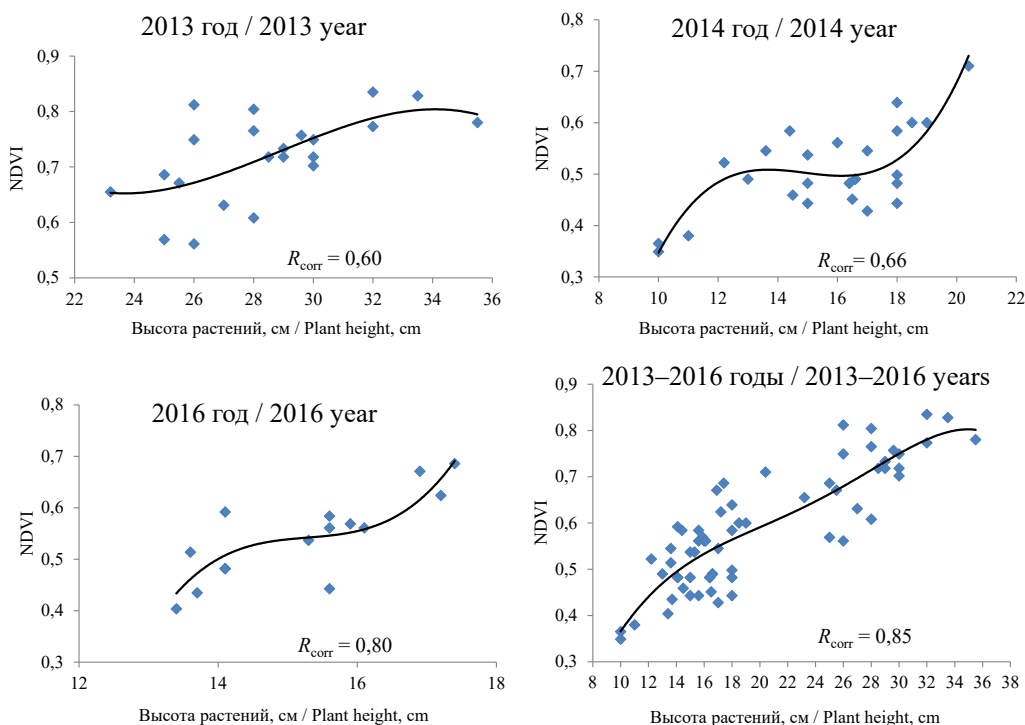 2013 год / 2013 year
0,9
0,8
0,7
0,6
0,5
NDVI
R corr = 0,60
22 24 26 28 30 32 34 36
Высота растений, см / Plant height, cm
2014 год / 2014 year
0,8
0,7
0,6
0,5
0,4
0,3
NDVI
Rcorr= 0,66
8 10 12 14 16 18 20 22
Высота растений, см / Plant height, cm
2016 год / 2016 year
0,8
0,7
0,6
0,5
0,4
0,3
NDVI
Rcorr = 0,80
12 14 16 18
Высота растений, см / Plant height, cm
2013–2016 годы / 2013–2016 years
0,9
0,8
0,7
0,6
0,5
0,4
0,3
NDVI
Rcorr = 0,85
8 10 12 14 16 18 20 22 24 26 28 30 32 34 36 38
Высота растений, см / Plant height, cm